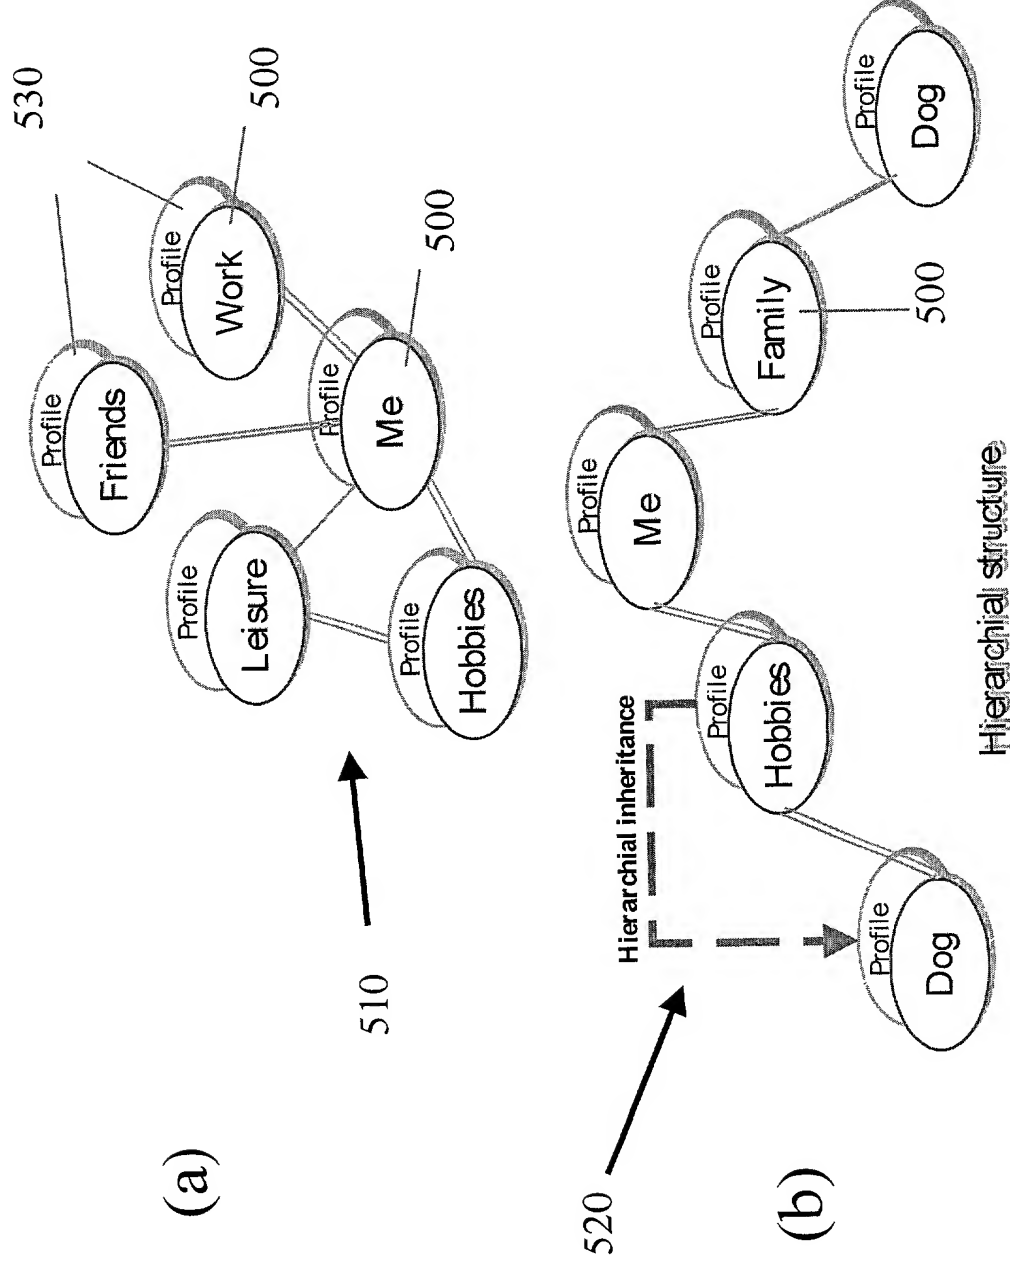 (a)
510
530
500
500
Profile
Friends
Profile
Work
Profile
Leisure
Profile
Me
Profile
Hobbies
(b)
520
Hierarchial inheritance
Profile
Me
Profile
Hobbies
Profile
Family
500
Profile
Dog
Profile
Dog
Hierarchial structure